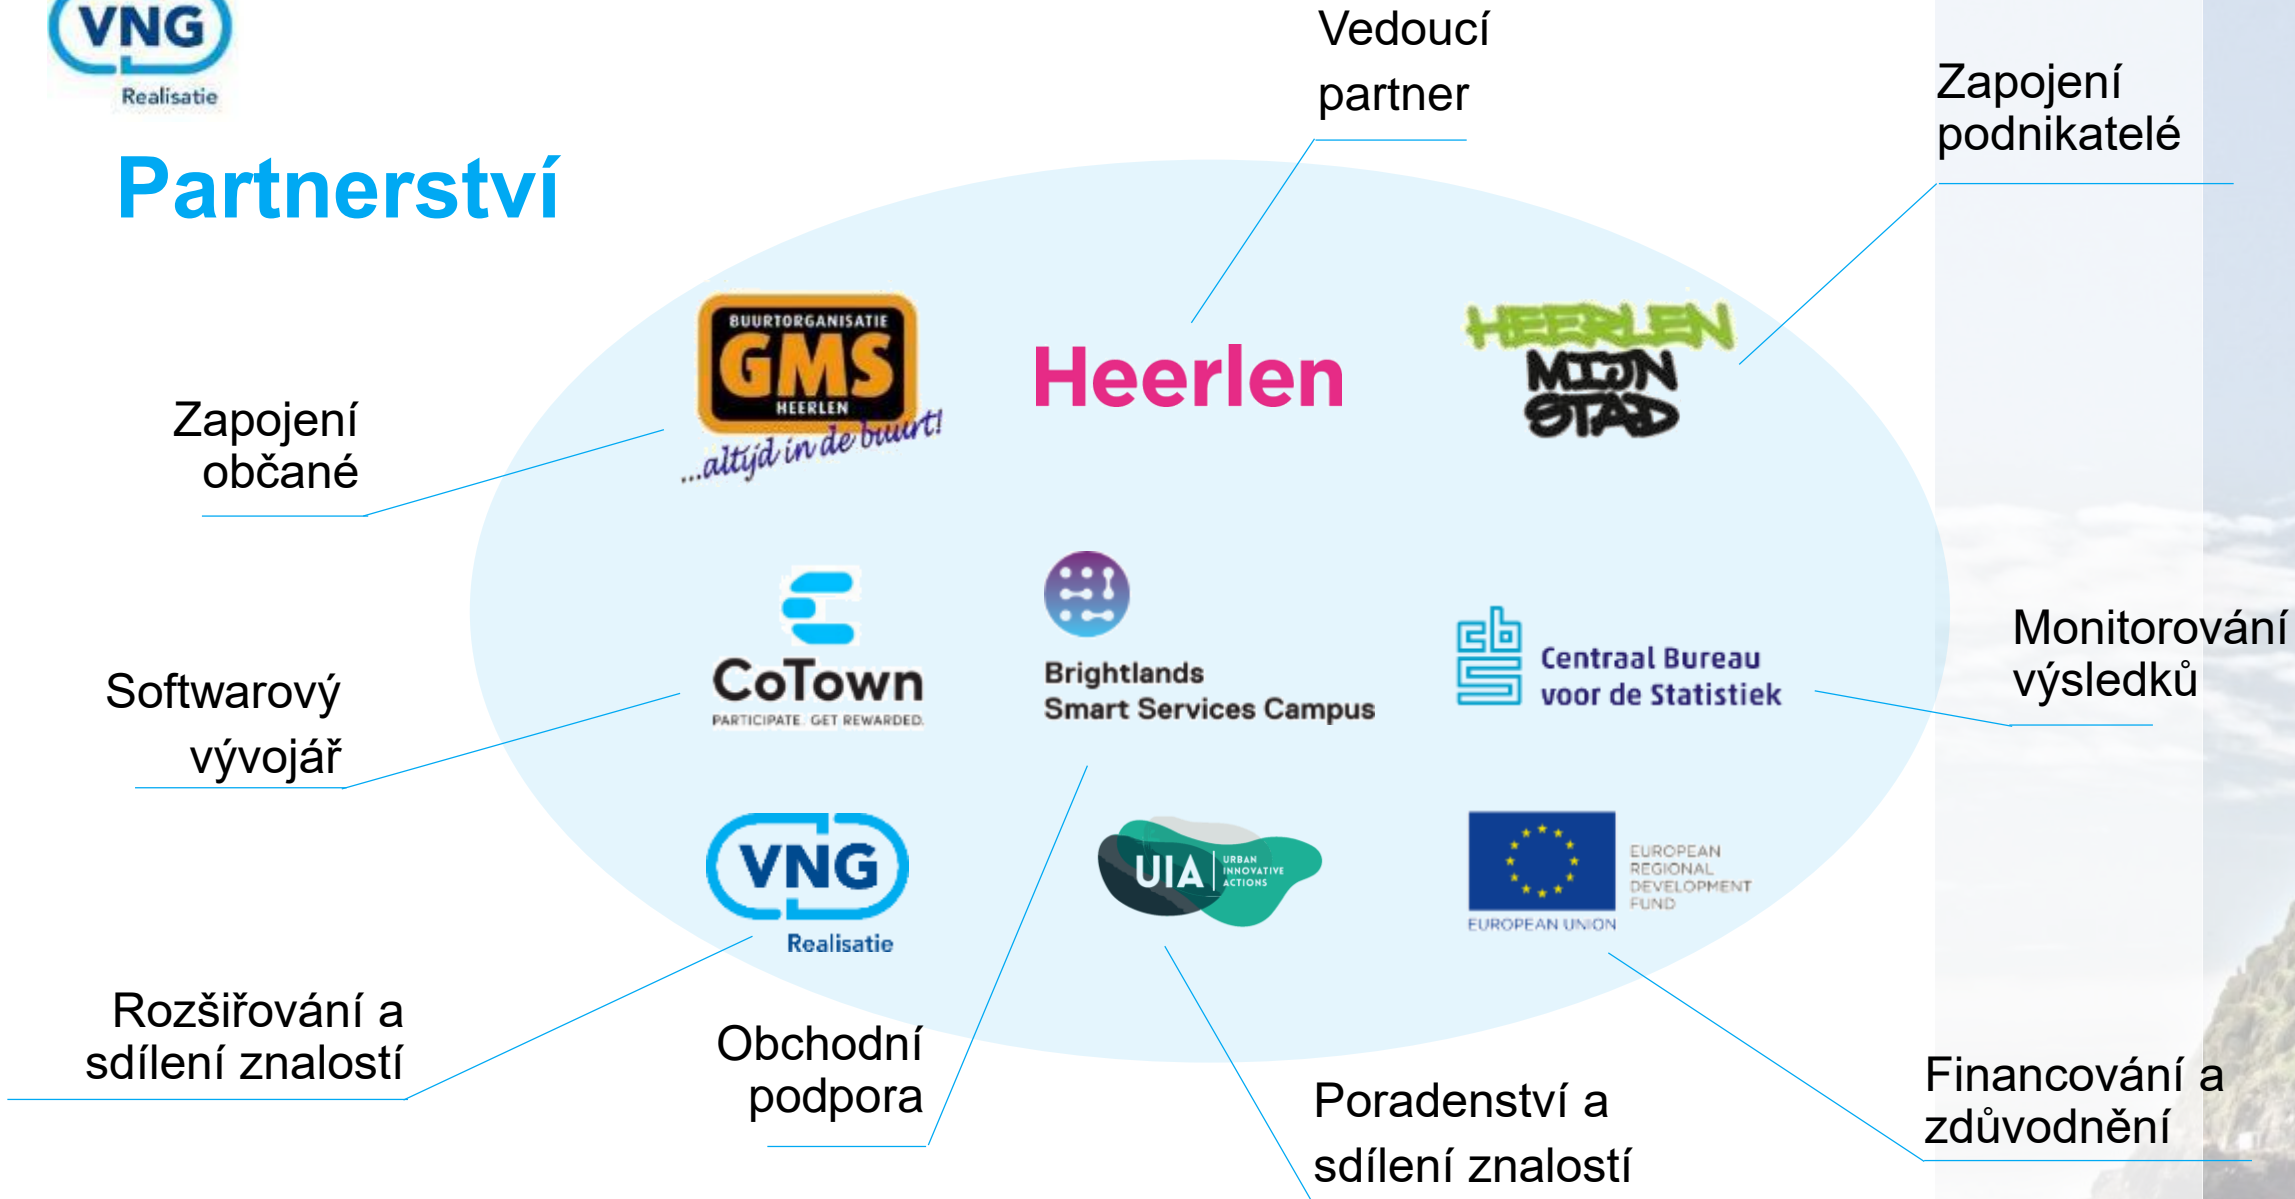 VNG
Realisatie
Vedoucí
partner
Zapojení
podnikatelé
Partnerství
BUURTORGANISATIE
GMS
HEERLEN
...altijd in de buurt!
Heerlen
HEERLEN
MIJN
STAD
Zapojení
občané
CoTown
PARTICIPATE. GET REWARDED.
Brightlands
Smart Services Campus
cbs
Centraal Bureau
voor de Statistiek
Monitorování
výsledků
Softwarový
vývojář
VNG
Realisatie
UIA
URBAN
INNOVATIVE
ACTIONS
EUROPEAN UNION
EUROPEAN
REGIONAL
DEVELOPMENT
FUND
Rozšiřování a
sdílení znalostí
Obchodní
podpora
Poradenství a
sdílení znalostí
Financování a
zdůvodnění